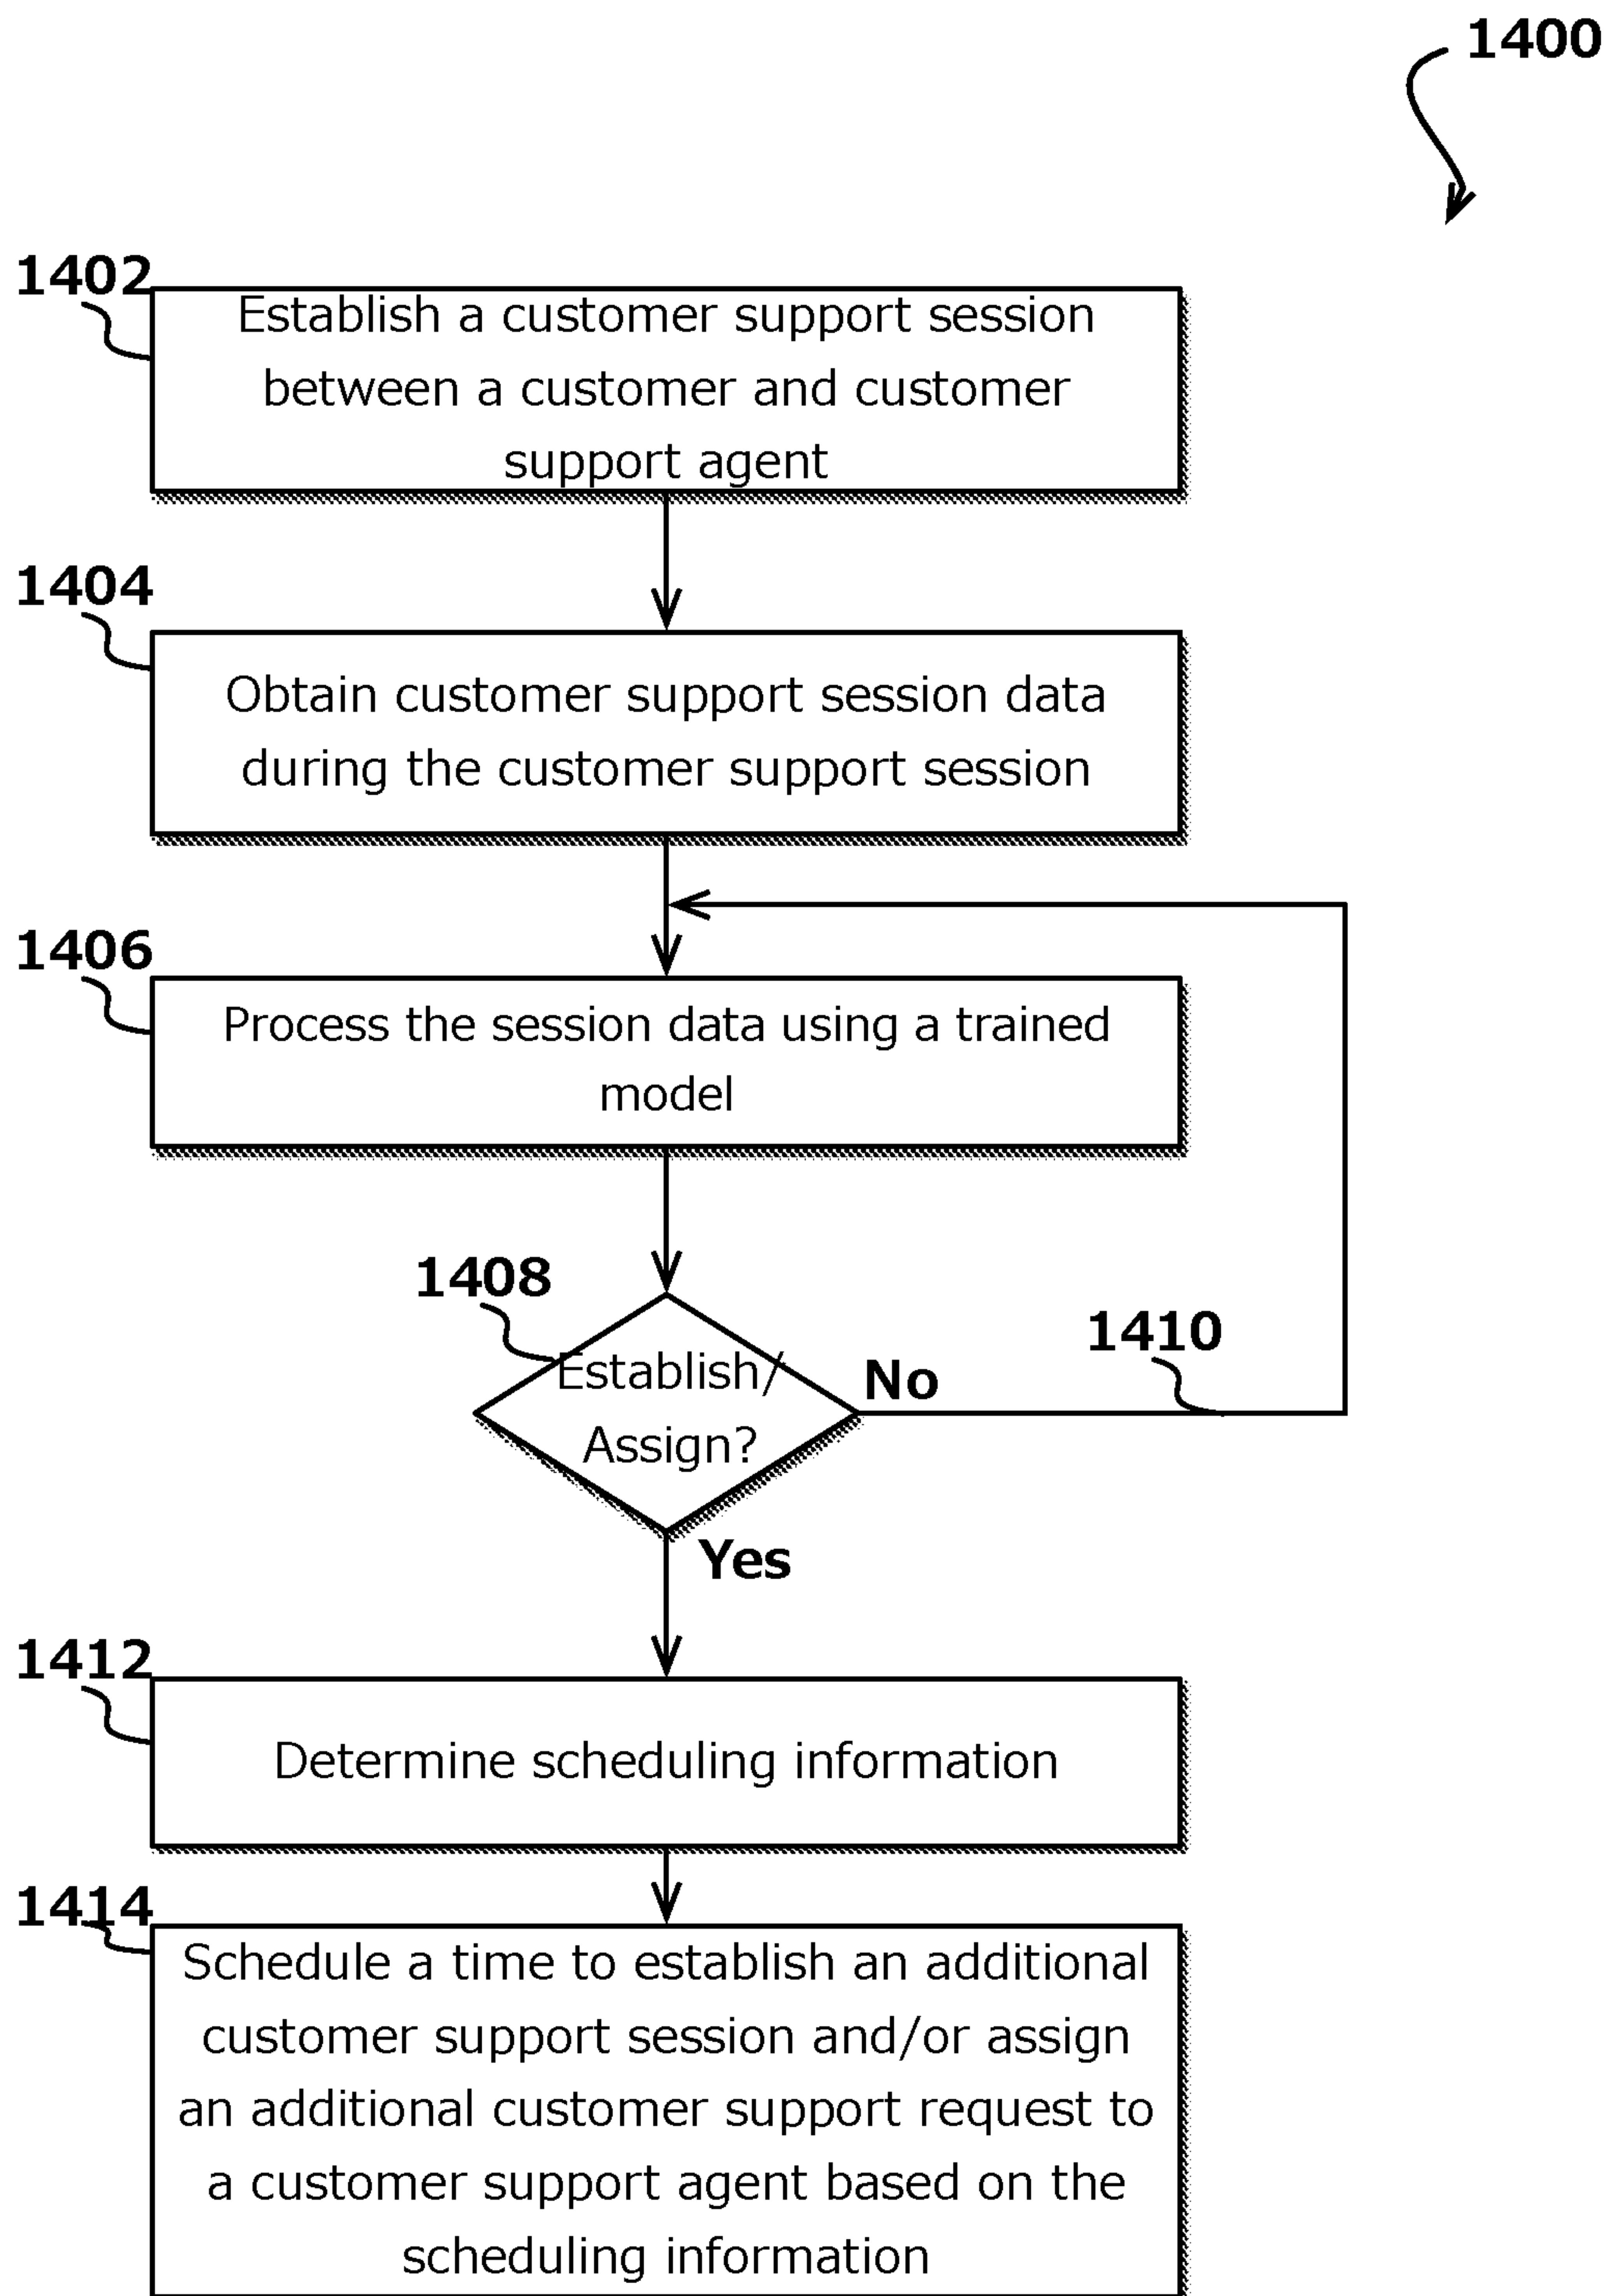 1400
1402
Establish a customer support session
between a customer and customer
support agent
1404
Obtain customer support session data
during the customer support session
1406
Process the session data using a trained
model
1408
Establish/
Assign?
No
1410
Yes
1412
Determine scheduling information
1414
Schedule a time to establish an additional
customer support session and/or assign
an additional customer support request to
a customer support agent based on the
scheduling information